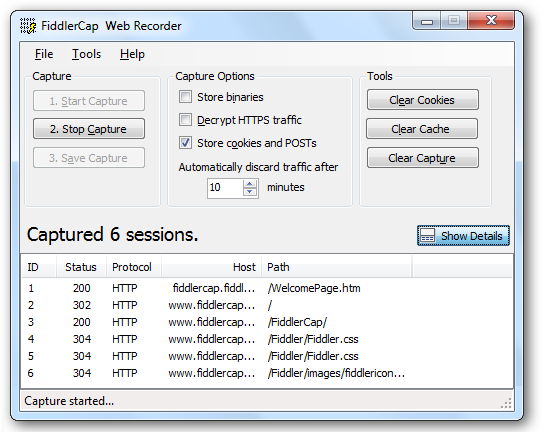 FiddlerCap Web Recorder
File Tools Help
Capture
1. Start Capture
2. Stop Capture
3. Save Capture
Capture Options
Store binaries
Decrypt HTTPS traffic
Store cookies and POSTs
Automatically discard traffic after
10 minutes
Tools
Clear Cookies
Clear Cache
Clear Capture
Captured 6 sessions.
Show Details
ID Status Protocol Host Path
1 200 HTTP fiddlercap.fiddl... /WelcomePage.htm
2 302 HTTP www.fiddlercap... /
3 200 HTTP www.fiddlercap... /FiddlerCap/
4 304 HTTP www.fiddlercap... /Fiddler/Fiddler.css
5 304 HTTP www.fiddlercap... /Fiddler/Fiddler.css
6 304 HTTP www.fiddlercap... /Fiddler/images/fiddlericon...
Capture started...